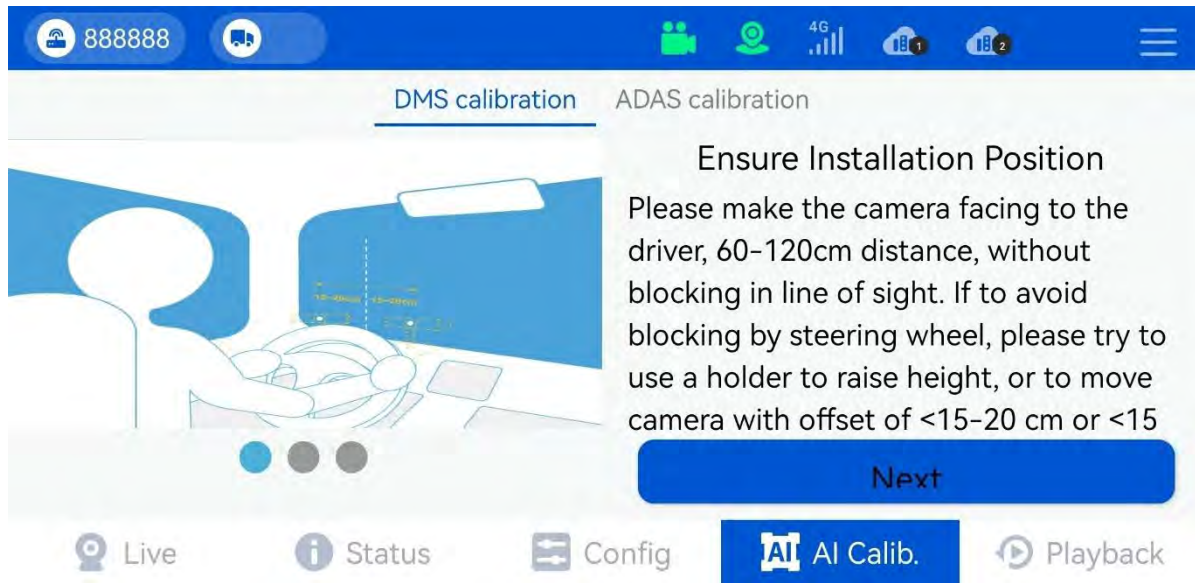 888888
4G
1
2
DMS calibration
ADAS calibration
Ensure Installation Position
Please make the camera facing to the
driver, 60-120cm distance, without
blocking in line of sight. If to avoid
blocking by steering wheel, please try to
use a holder to raise height, or to move
camera with offset of <15-20 cm or <15
Next
Live
Status
Config
AI AI Calib.
Playback